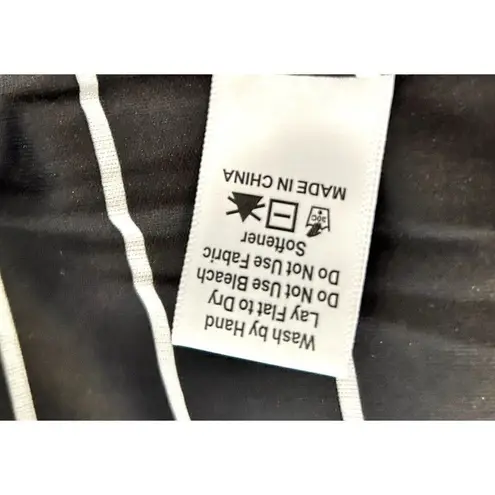 Wash by Hand
Lay Flat to Dry
Do Not Use Bleach
Do Not Use Fabric
Softener
30C
MADE IN CHINA